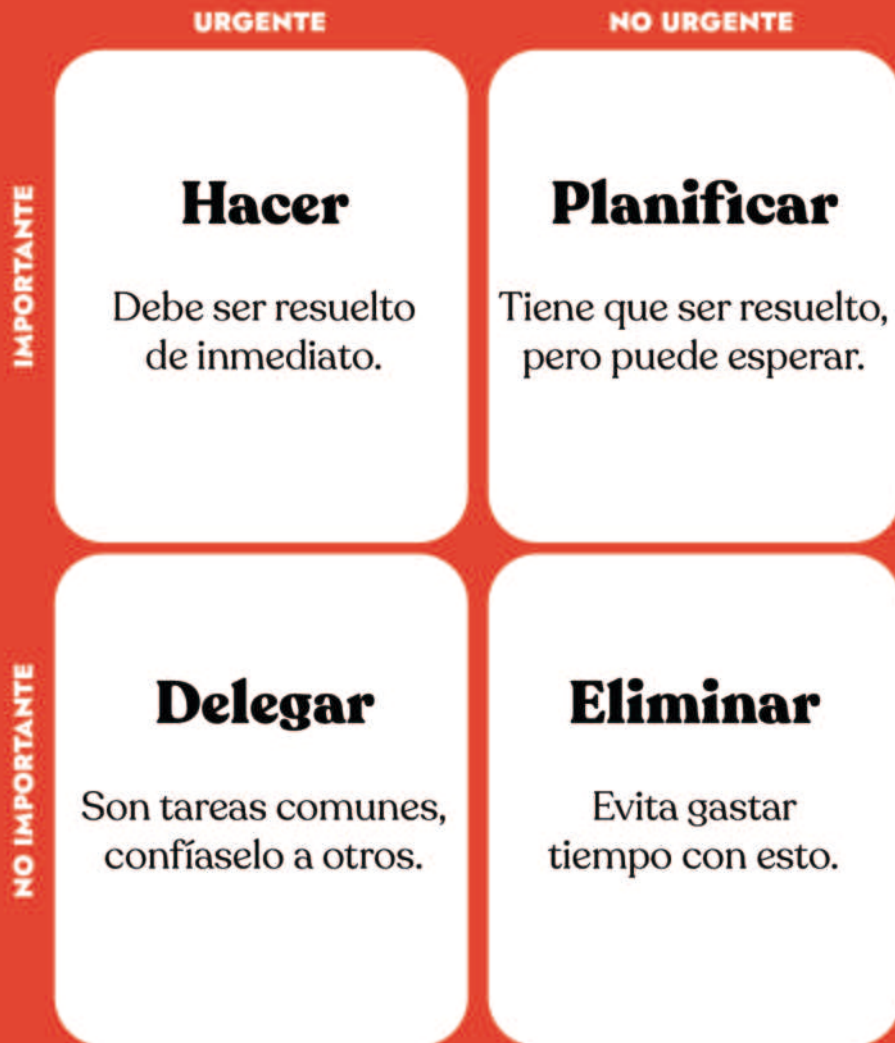 URGENTE
NO URGENTE
IMPORTANTE
Hacer
Debe ser resuelto
de inmediato.
Planificar
Tiene que ser resuelto,
pero puede esperar.
NO IMPORTANTE
Delegar
Son tareas comunes,
confíaselo a otros.
Eliminar
Evita gastar
tiempo con esto.